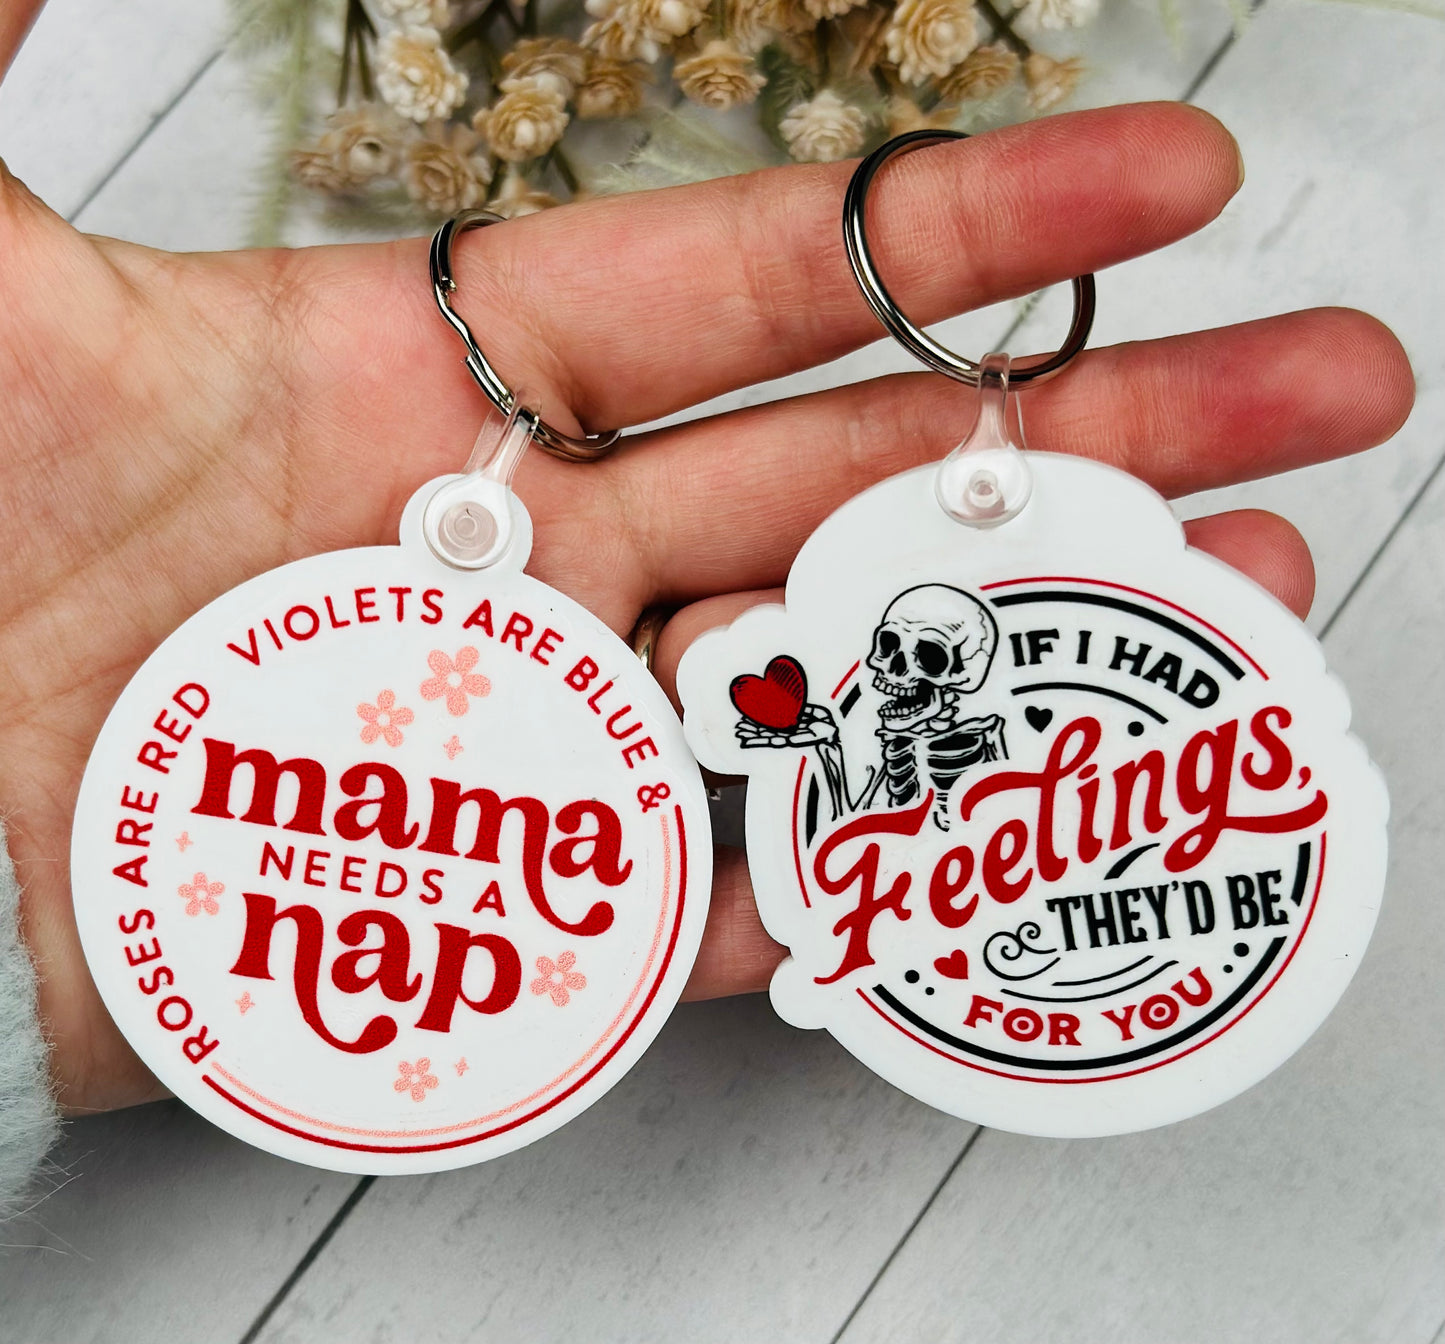 ROSES ARE RED VIOLETS ARE BLUE &
mama
NEEDS A
nap
IF I HAD
Feelings,
THEY'D BE
FOR YOU